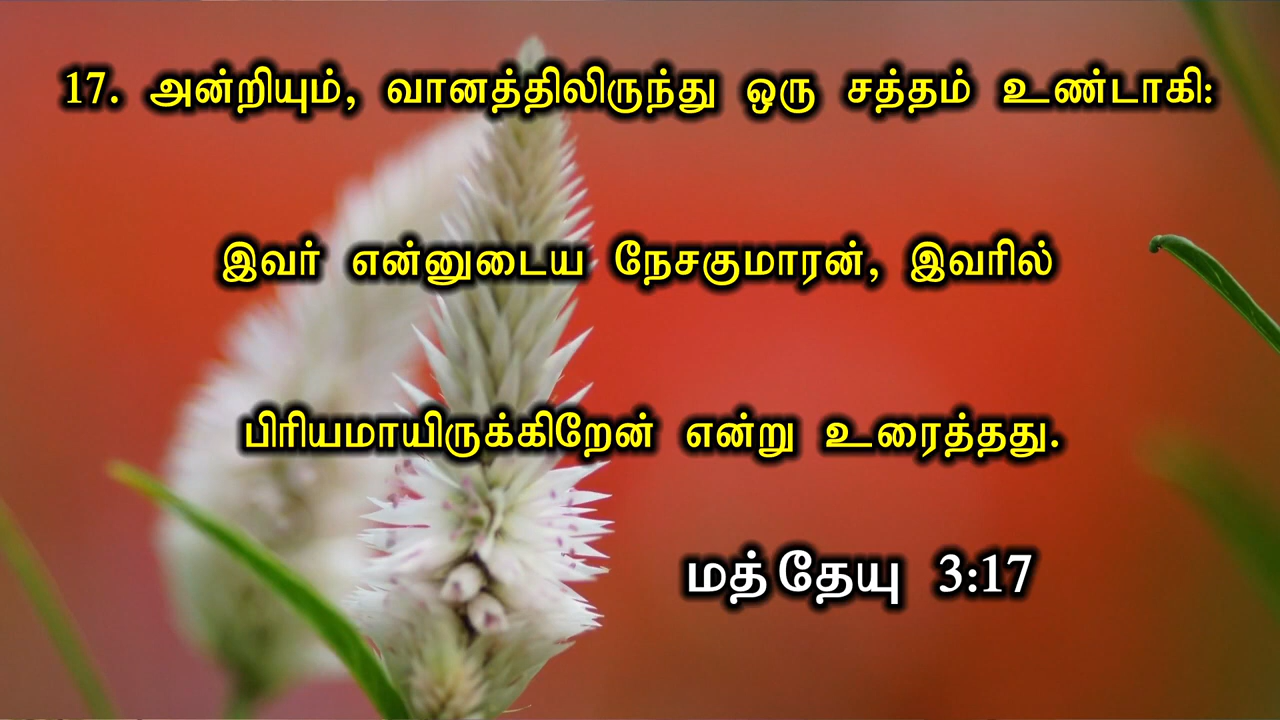 17. அன்றியும், வானத்திலிருந்து ஒரு சத்தம் உண்டாகி:
இவர் என்னுடைய நேசகுமாரன், இவரில்
பிரியமாயிருக்கிறேன் என்று உரைத்தது.
மத்தேயு 3:17